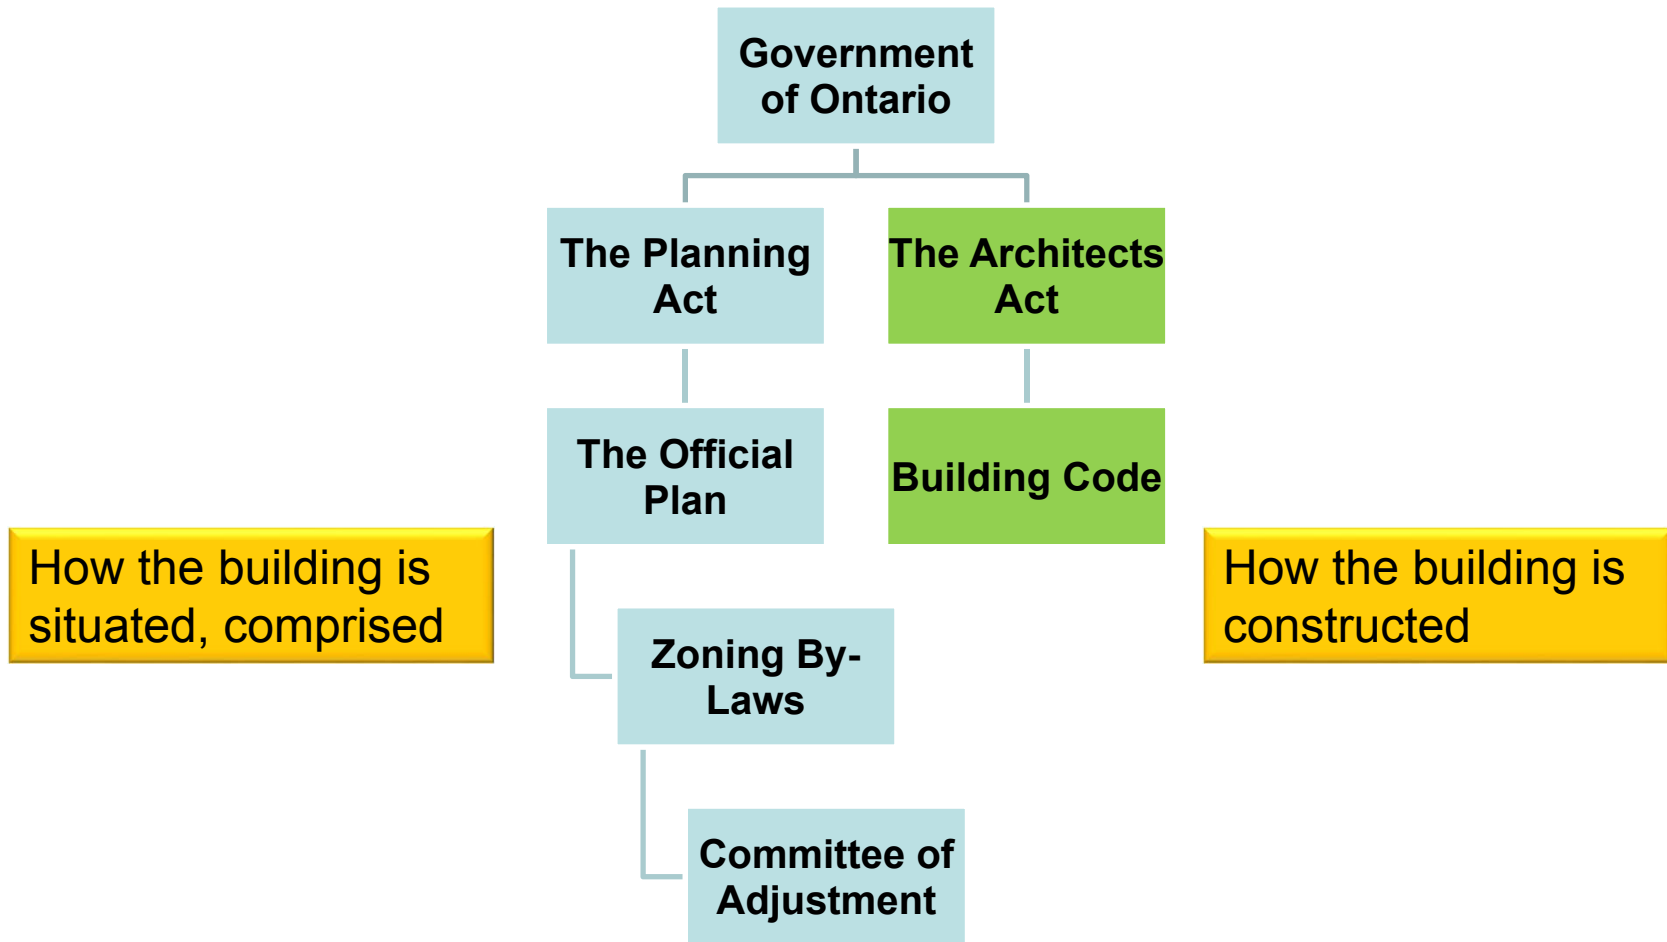 Government
of Ontario
The Planning
Act
The Architects
Act
The Official
Plan
Building Code
How the building is
situated, comprised
How the building is
constructed
Zoning By-
Laws
Committee of
Adjustment